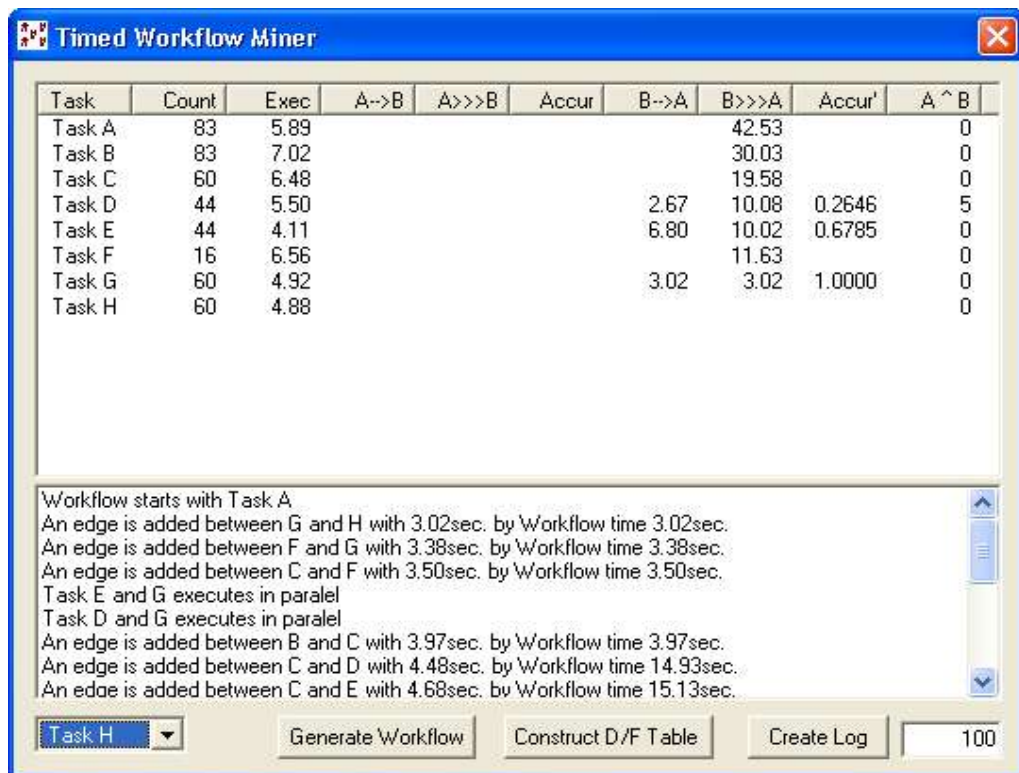 Timed Workflow Miner
Task Count Exec A-->B A>>>B Accur B-->A B>>>A Accur' A ^ B
Task A 83 5.89 42.53 0
Task B 83 7.02 30.03 0
Task C 60 6.48 19.58 0
Task D 44 5.50 2.67 10.08 0.2646 5
Task E 44 4.11 6.80 10.02 0.6785 0
Task F 16 6.56 11.63 0
Task G 60 4.92 3.02 3.02 1.0000 0
Task H 60 4.88 0
Workflow starts with Task A
An edge is added between G and H with 3.02sec. by Workflow time 3.02sec.
An edge is added between F and G with 3.38sec. by Workflow time 3.38sec.
An edge is added between C and F with 3.50sec. by Workflow time 3.50sec.
Task E and G executes in paralel
Task D and G executes in paralel
An edge is added between B and C with 3.97sec. by Workflow time 3.97sec.
An edge is added between C and D with 4.48sec. by Workflow time 14.93sec.
An edge is added between C and E with 4.68sec. by Workflow time 15.13sec.
Task H Generate Workflow Construct D/F Table Create Log 100